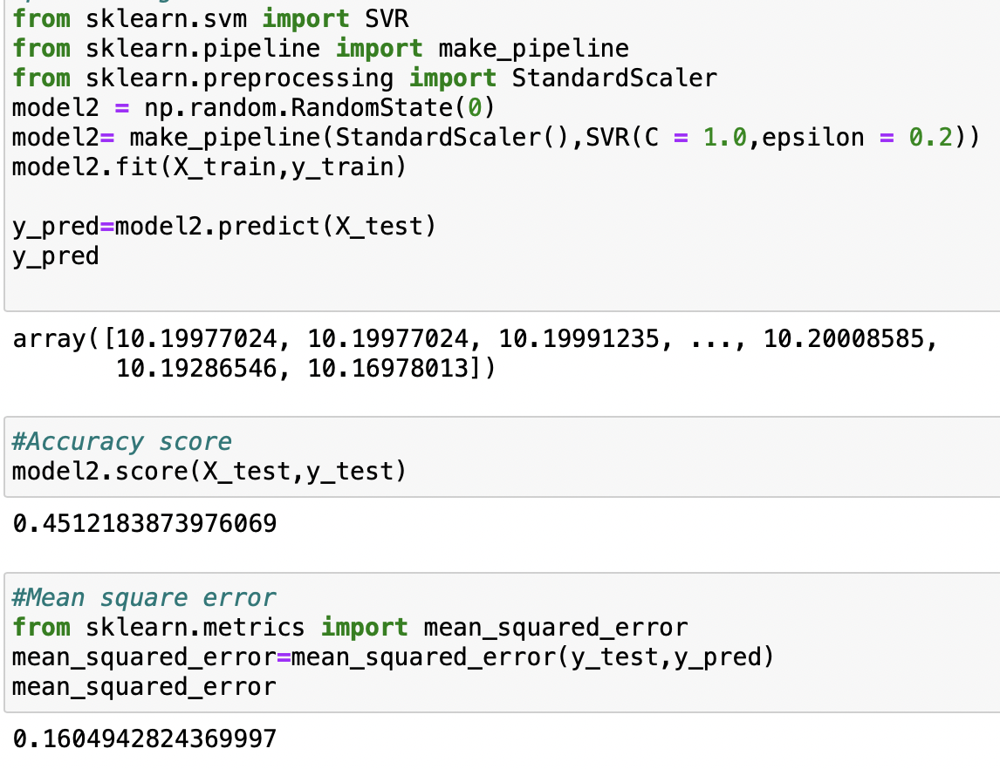 from sklearn.svm import SVR
from sklearn.pipeline import make_pipeline
from sklearn.preprocessing import StandardScaler
model2 = np.random.RandomState(0)
model2= make_pipeline(StandardScaler(),SVR(C = 1.0,epsilon = 0.2))
model2.fit(X_train,y_train)
y_pred=model2.predict(X_test)
y_pred
array([10.19977024, 10.19977024, 10.19991235, ..., 10.20008585,
10.19286546, 10.16978013])
#Accuracy score
model2.score(X_test,y_test)
0.4512183873976069
#Mean square error
from sklearn.metrics import mean_squared_error
mean_squared_error=mean_squared_error(y_test,y_pred)
mean_squared_error
0.1604942824369997